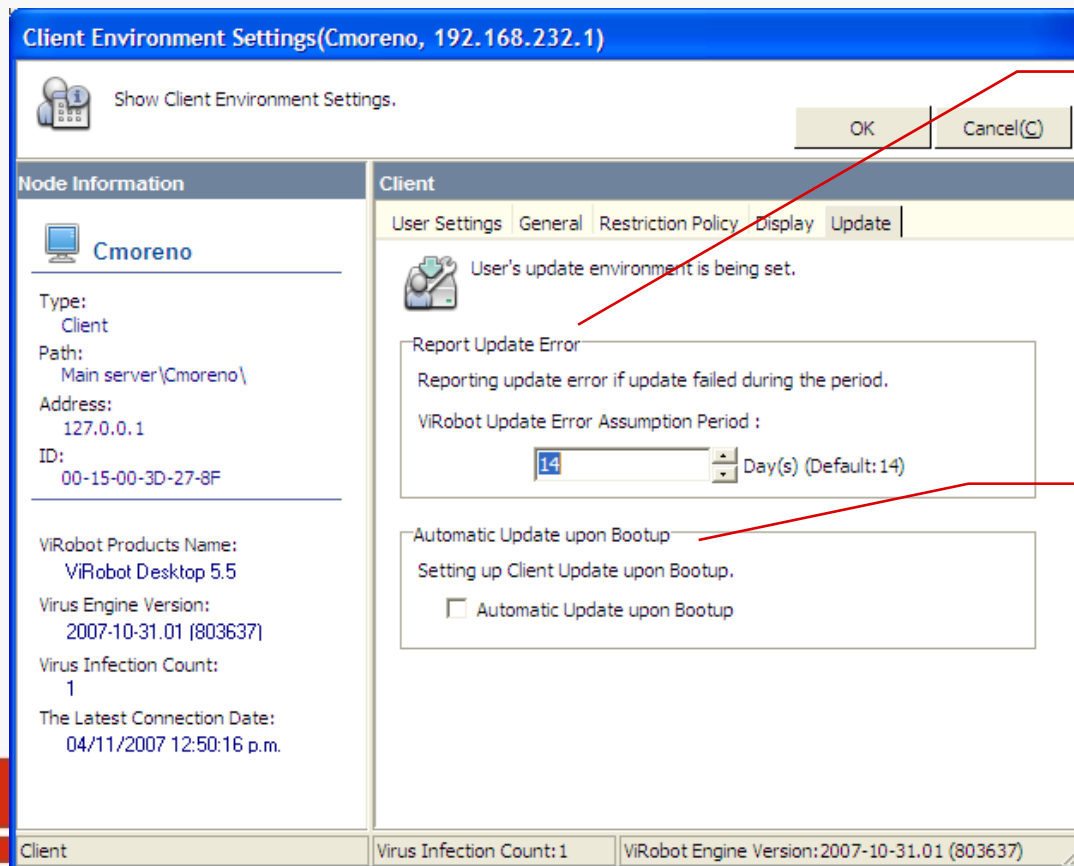 Client Environment Settings(Cmoreno, 192.168.232.1)
Show Client Environment Settings.
OK
Cancel(C)
Node Information
Cmoreno
Type:
Client
Path:
Main server\Cmoreno\
Address:
127.0.0.1
ID:
00-15-00-3D-27-8F
ViRobot Products Name:
ViRobot Desktop 5.5
Virus Engine Version:
2007-10-31.01 (803637)
Virus Infection Count:
1
The Latest Connection Date:
04/11/2007 12:50:16 p.m.
Client
User Settings General Restriction Policy Display Update
User's update environment is being set.
Report Update Error
Reporting update error if update failed during the period.
ViRobot Update Error Assumption Period :
14 Day(s) (Default:14)
Automatic Update upon Bootup
Setting up Client Update upon Bootup.
Automatic Update upon Bootup
Client
Virus Infection Count:1
ViRobot Engine Version:2007-10-31.01 (803637)